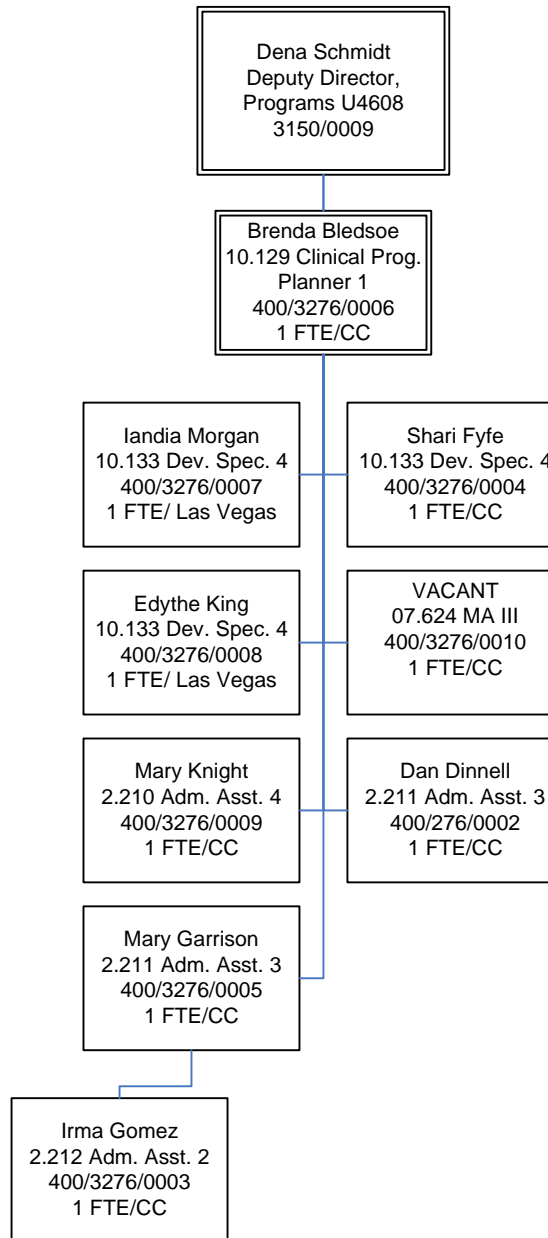 Dena Schmidt
Deputy Director,
Programs U4608
3150/0009
Brenda Bledsoe
10.129 Clinical Prog.
Planner 1
400/3276/0006
1 FTE/CC
Iandia Morgan
10.133 Dev. Spec. 4
400/3276/0007
1 FTE/ Las Vegas
Shari Fyfe
10.133 Dev. Spec. 4
400/3276/0004
1 FTE/CC
Edythe King
10.133 Dev. Spec. 4
400/3276/0008
1 FTE/ Las Vegas
VACANT
07.624 MA III
400/3276/0010
1 FTE/CC
Mary Knight
2.210 Adm. Asst. 4
400/3276/0009
1 FTE/CC
Dan Dinnell
2.211 Adm. Asst. 3
400/276/0002
1 FTE/CC
Mary Garrison
2.211 Adm. Asst. 3
400/3276/0005
1 FTE/CC
Irma Gomez
2.212 Adm. Asst. 2
400/3276/0003
1 FTE/CC